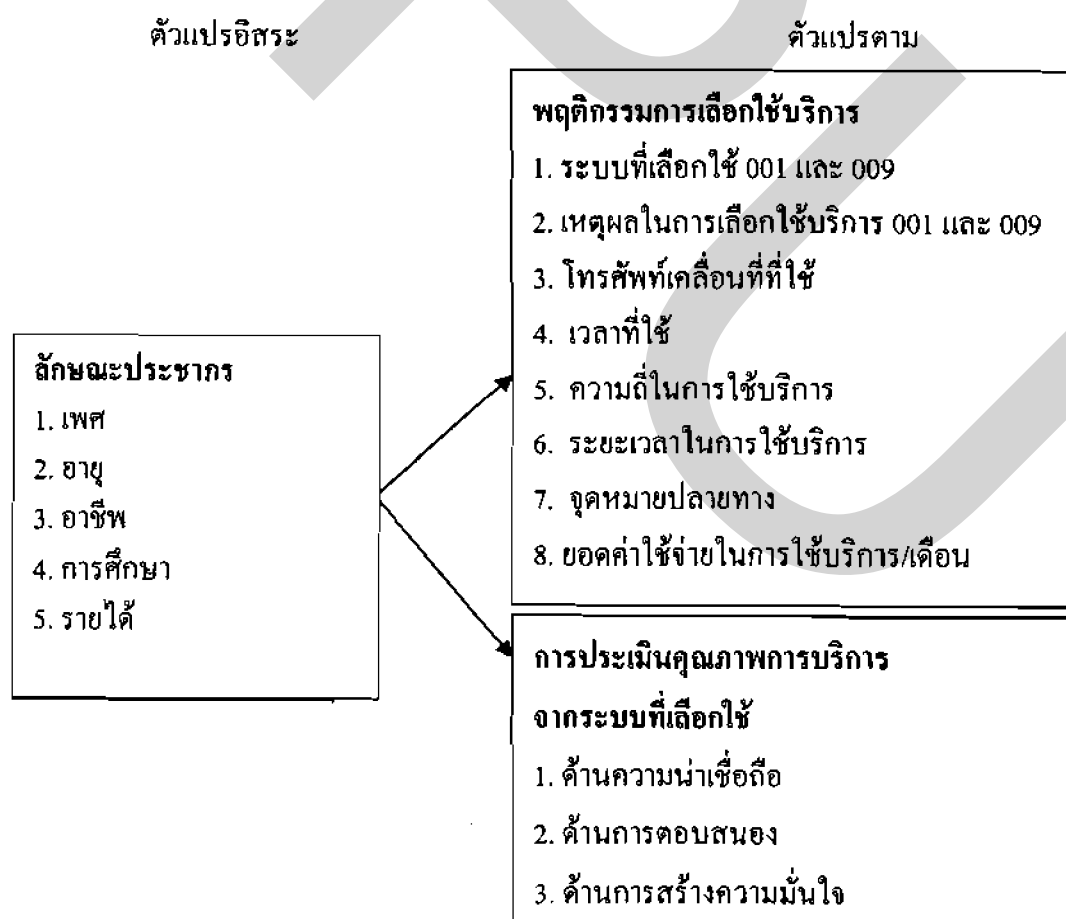 ตัวแปรอิสระ
ตัวแปรตาม
ลักษณะประชากร
1. เพศ
2. อายุ
3. อาชีพ
4. การศึกษา
5. รายได้
พฤติกรรมการเลือกใช้บริการ
1. ระบบที่เลือกใช้ 001 และ 009
2. เหตุผลในการเลือกใช้บริการ 001 และ 009
3. โทรศัพท์เคลื่อนที่ที่ใช้
4. เวลาที่ใช้
5. ความถี่ในการใช้บริการ
6. ระยะเวลาในการใช้บริการ
7. จุดหมายปลายทาง
8. ยอดค่าใช้จ่ายในการใช้บริการ/เดือน
การประเมินคุณภาพการบริการ
จากระบบที่เลือกใช้
1. ด้านความน่าเชื่อถือ
2. ด้านการตอบสนอง
3. ด้านการสร้างความมั่นใจ